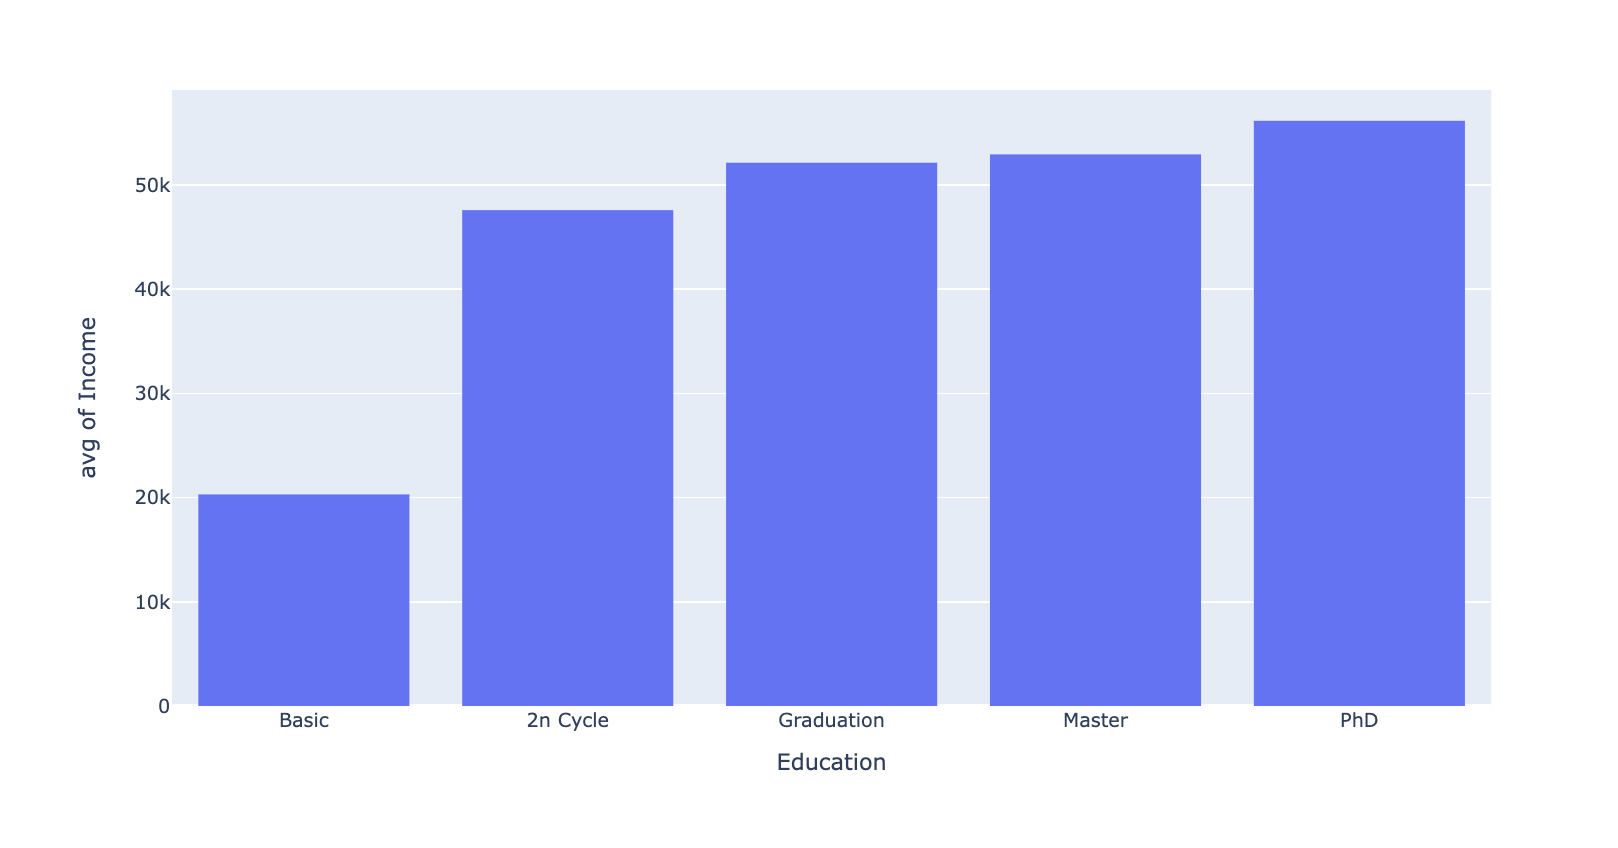 50k
40k
30k
20k
10k
0
avg of Income
Basic 2n Cycle Graduation Master PhD
Education